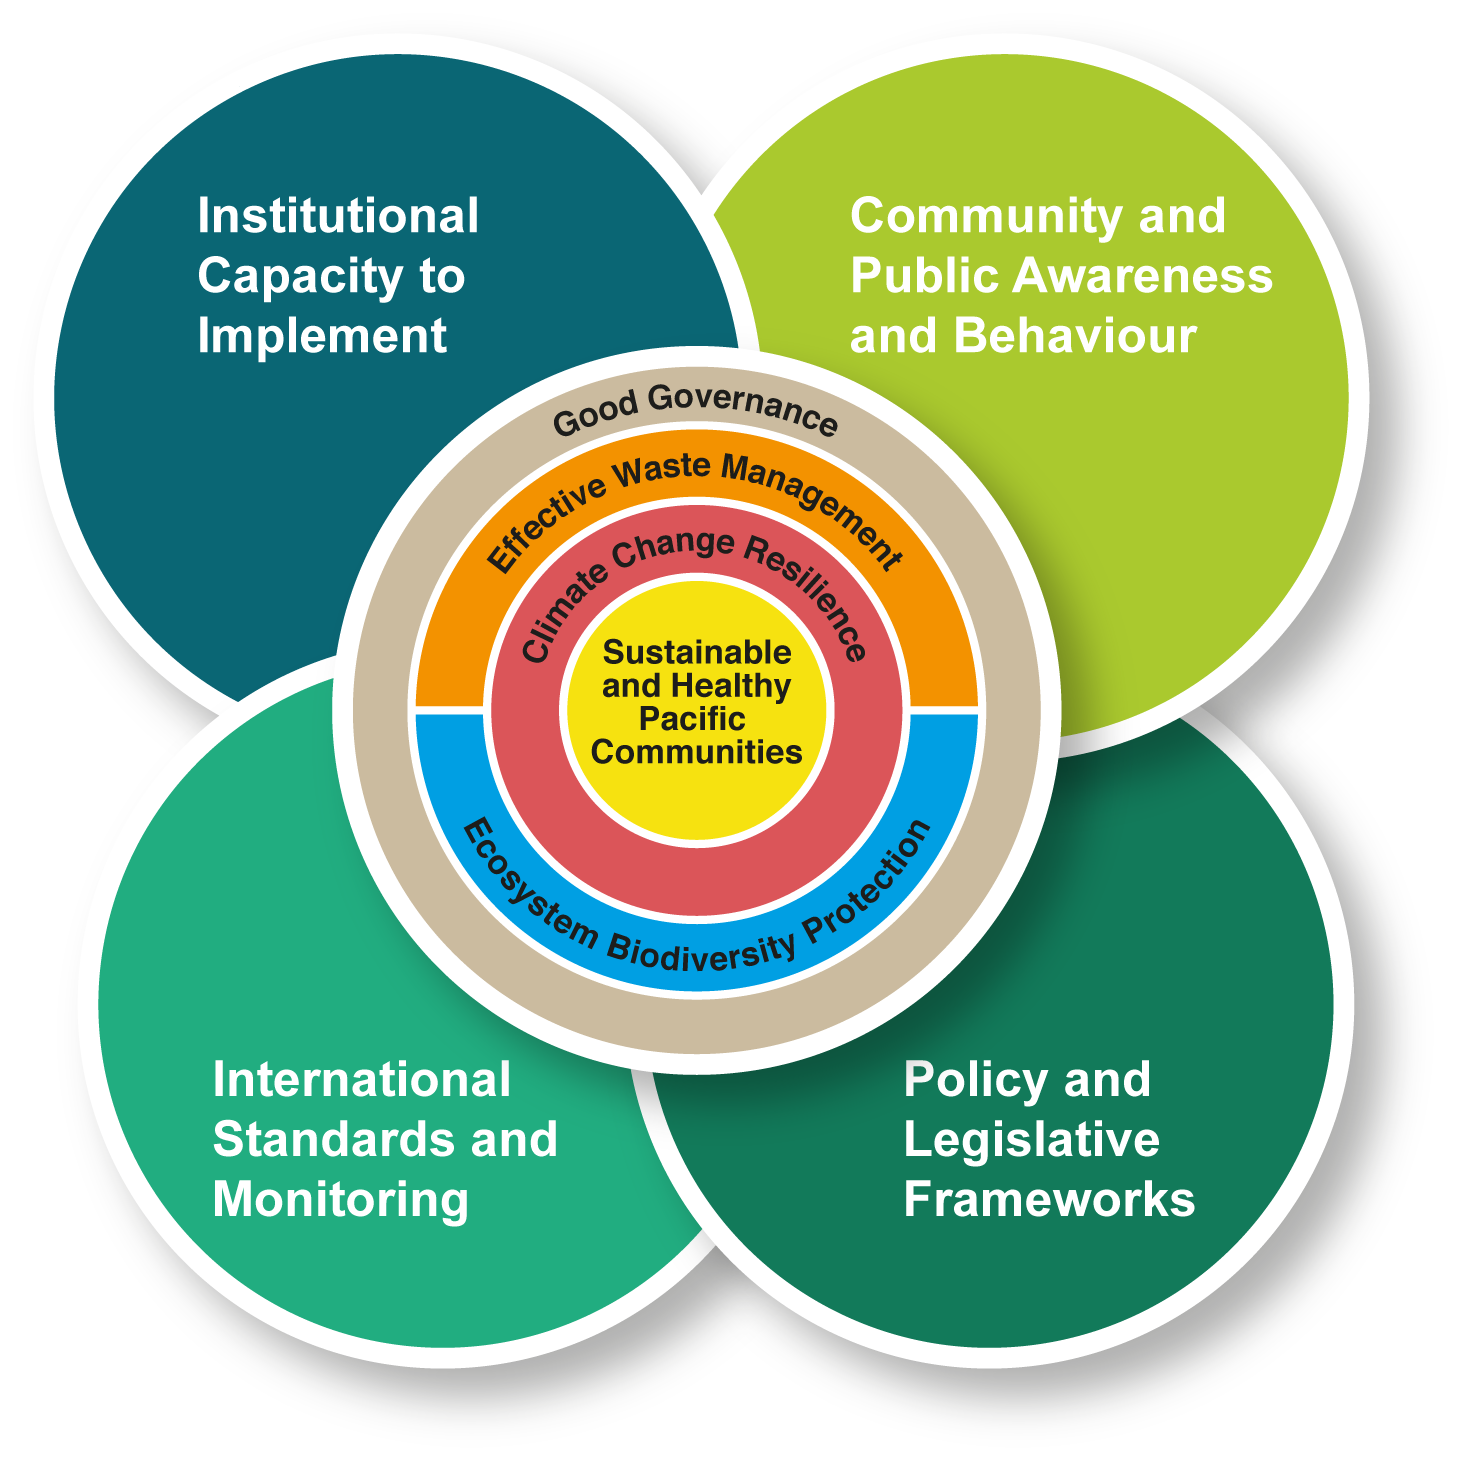 Institutional
Capacity to
Implement
Community and
Public Awareness
and Behaviour
Good Governance
Effective Waste Management
Climate Change Resilience
Sustainable
and Healthy
Pacific
Communities
Ecosystem Biodiversity Protection
International
Standards and
Monitoring
Policy and
Legislative
Frameworks